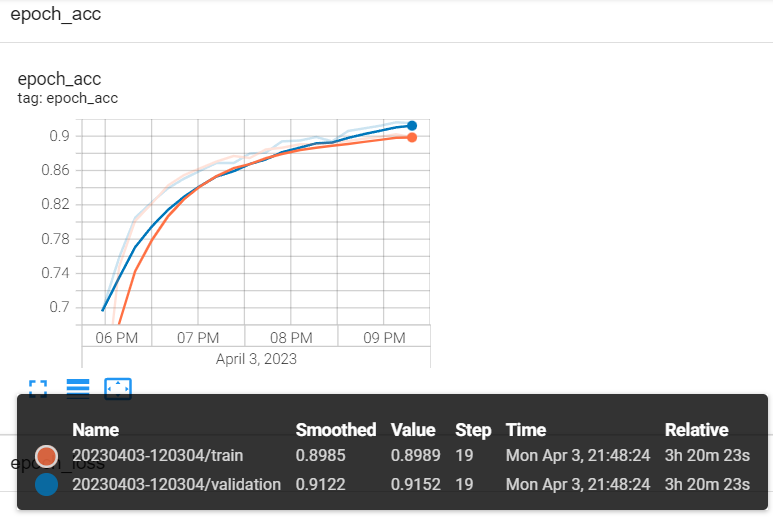 epoch_acc
epoch_acc
tag: epoch_acc
0.9
0.86
0.82
0.78
0.74
0.7
06 PM 07 PM 08 PM 09 PM
April 3, 2023
Name Smoothed Value Step Time Relative
epoch_loss
20230403-120304/train 0.8985 0.8989 19 Mon Apr 3, 21:48:24 3h 20m 23s
20230403-120304/validation 0.9122 0.9152 19 Mon Apr 3, 21:48:24 3h 20m 23s